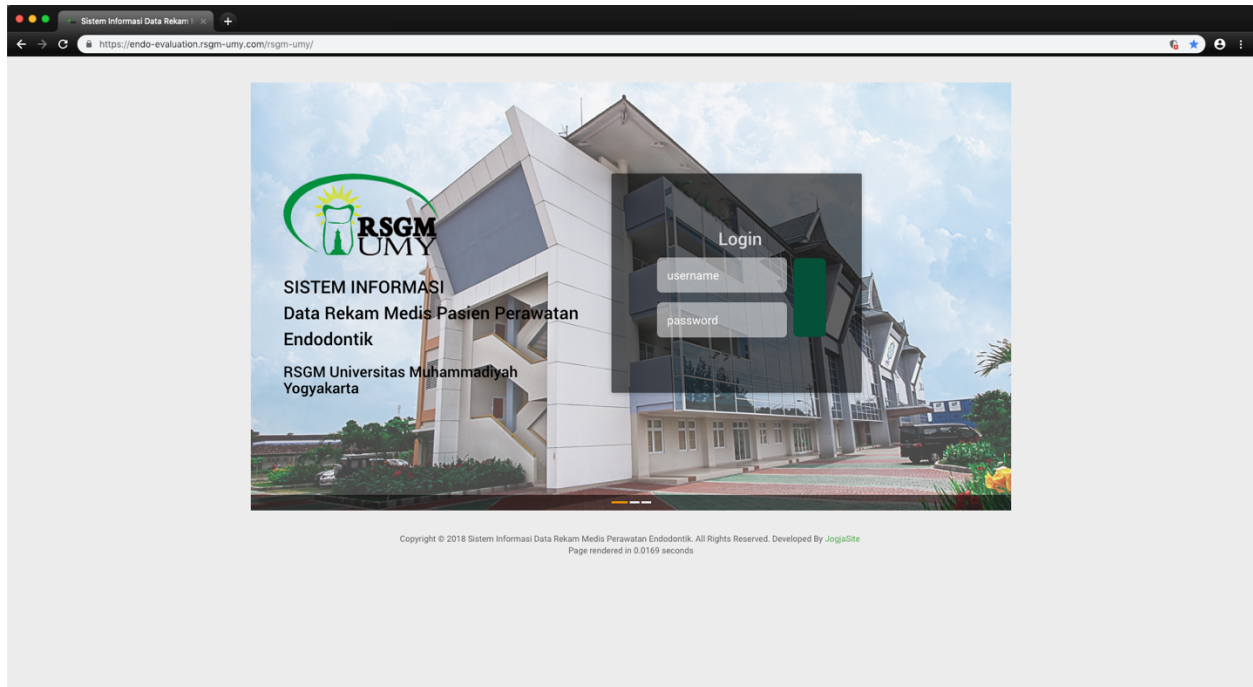 Sistem Informasi Data Rekam
https://endo-evaluation.rsgm-umy.com/rsgm-umy/
RSGM
UMY
SISTEM INFORMASI
Data Rekam Medis Pasien Perawatan
Endodontik
RSGM Universitas Muhammadiyah
Yogyakarta
Login
username
password
Copyright © 2018 Sistem Informasi Data Rekam Medis Perawatan Endodontik. All Rights Reserved. Developed By JogjaSite
Page rendered in 0.0169 seconds